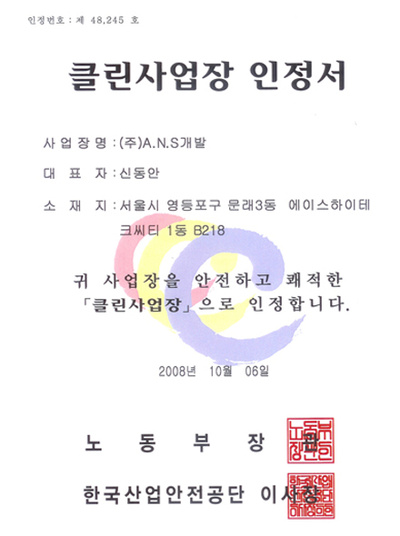 인정번호 : 제 48,245 호
클린사업장 인정서
사 업 장 명 : (주)A.N.S개발
대 표 자 : 신동안
소 재 지 : 서울시 영등포구 문래3동 에이스하이테
크씨티 1동 B218
귀 사업장을 안전하고 쾌적한
「클린사업장」으로 인정합니다.
2008년 10월 06일
노 동 부 장 관
한국산업안전공단 이사장